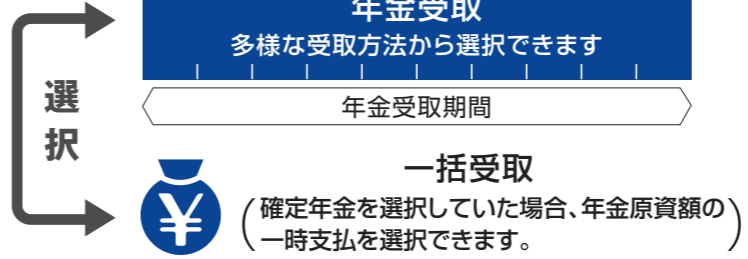 年金受取
多様な受取方法から選択できます
選択
年金受取期間
一括受取
(確定年金を選択していた場合、年金原資額の
一時支払を選択できます。)
¥